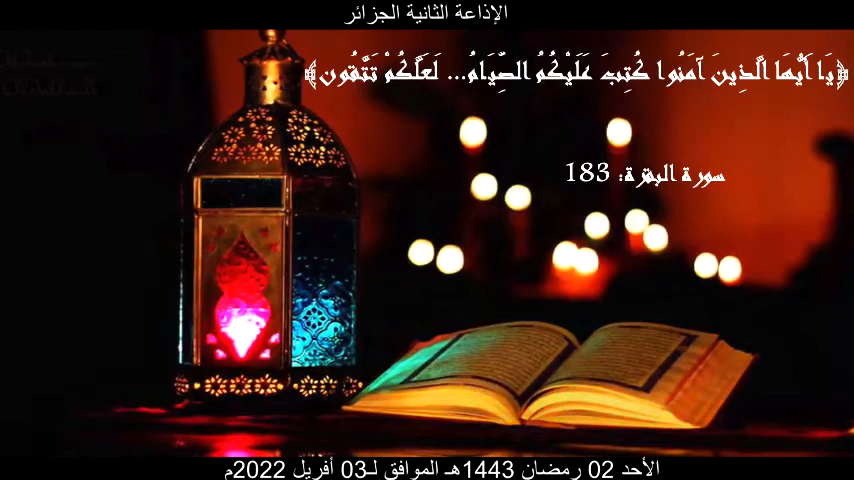 الإذاعة الثانية الجزائر
﴿يَا أَيُّهَا الَّذِينَ آمَنُوا كُتِبَ عَلَيْكُمُ الصِّيَامُ... لَعَلَّكُمْ تَتَّقُون﴾
سورة البقرة: 183
الأحد 02 رمضان 1443هـ الموافق لـ03 أفريل 2022م